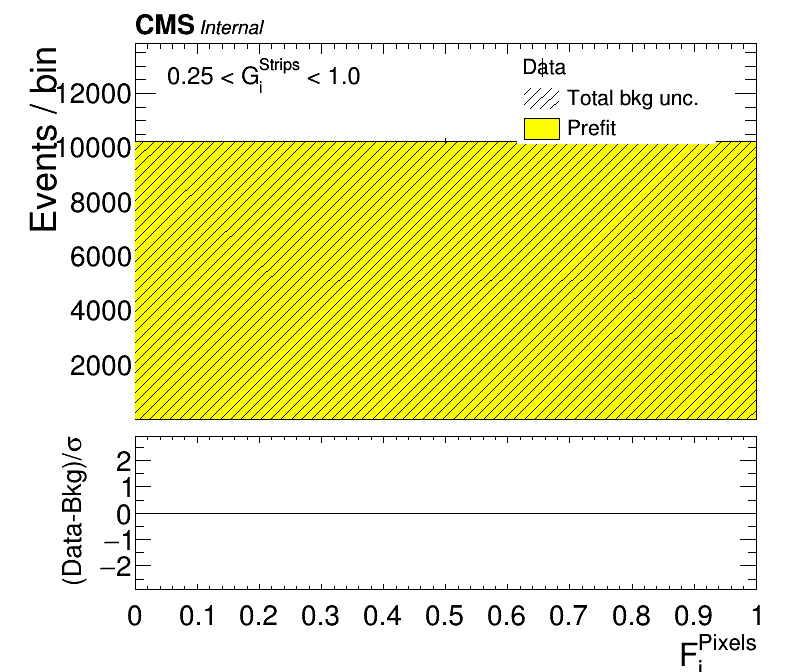 CMS Internal
0.25 < G_i^Strips < 1.0
Data
Total bkg unc.
Prefit
Events / bin
12000
10000
8000
6000
4000
2000
(Data-Bkg)/σ
2
1
0
−1
−2
0 0.1 0.2 0.3 0.4 0.5 0.6 0.7 0.8 0.9 1
F_i^Pixels